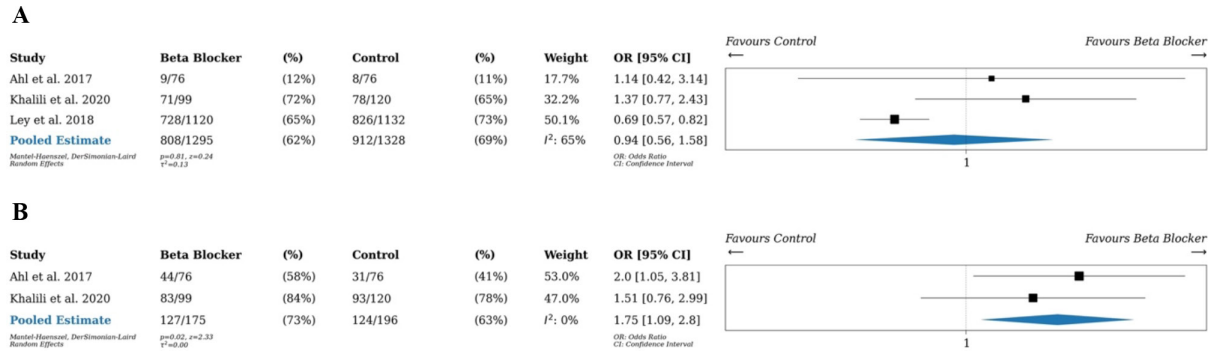 A
Favours Control Favours Beta Blocker
← →
Study Beta Blocker (%) Control (%) Weight OR [95% CI]
Ahl et al. 2017 9/76 (12%) 8/76 (11%) 17.7% 1.14 [0.42, 3.14]
Khalili et al. 2020 71/99 (72%) 78/120 (65%) 32.2% 1.37 [0.77, 2.43]
Ley et al. 2018 728/1120 (65%) 826/1132 (73%) 50.1% 0.69 [0.57, 0.82]
Pooled Estimate 808/1295 (62%) 912/1328 (69%) I²: 65% 0.94 [0.56, 1.58]
Mantel-Haenszel, DerSimonian-Laird p=0.81, z=0.24 OR: Odds Ratio
Random Effects τ²=0.13 CI: Confidence Interval
1
B
Favours Control Favours Beta Blocker
← →
Study Beta Blocker (%) Control (%) Weight OR [95% CI]
Ahl et al. 2017 44/76 (58%) 31/76 (41%) 53.0% 2.0 [1.05, 3.81]
Khalili et al. 2020 83/99 (84%) 93/120 (78%) 47.0% 1.51 [0.76, 2.99]
Pooled Estimate 127/175 (73%) 124/196 (63%) I²: 0% 1.75 [1.09, 2.8]
Mantel-Haenszel, DerSimonian-Laird p=0.02, z=2.33 OR: Odds Ratio
Random Effects τ²=0.00 CI: Confidence Interval
1